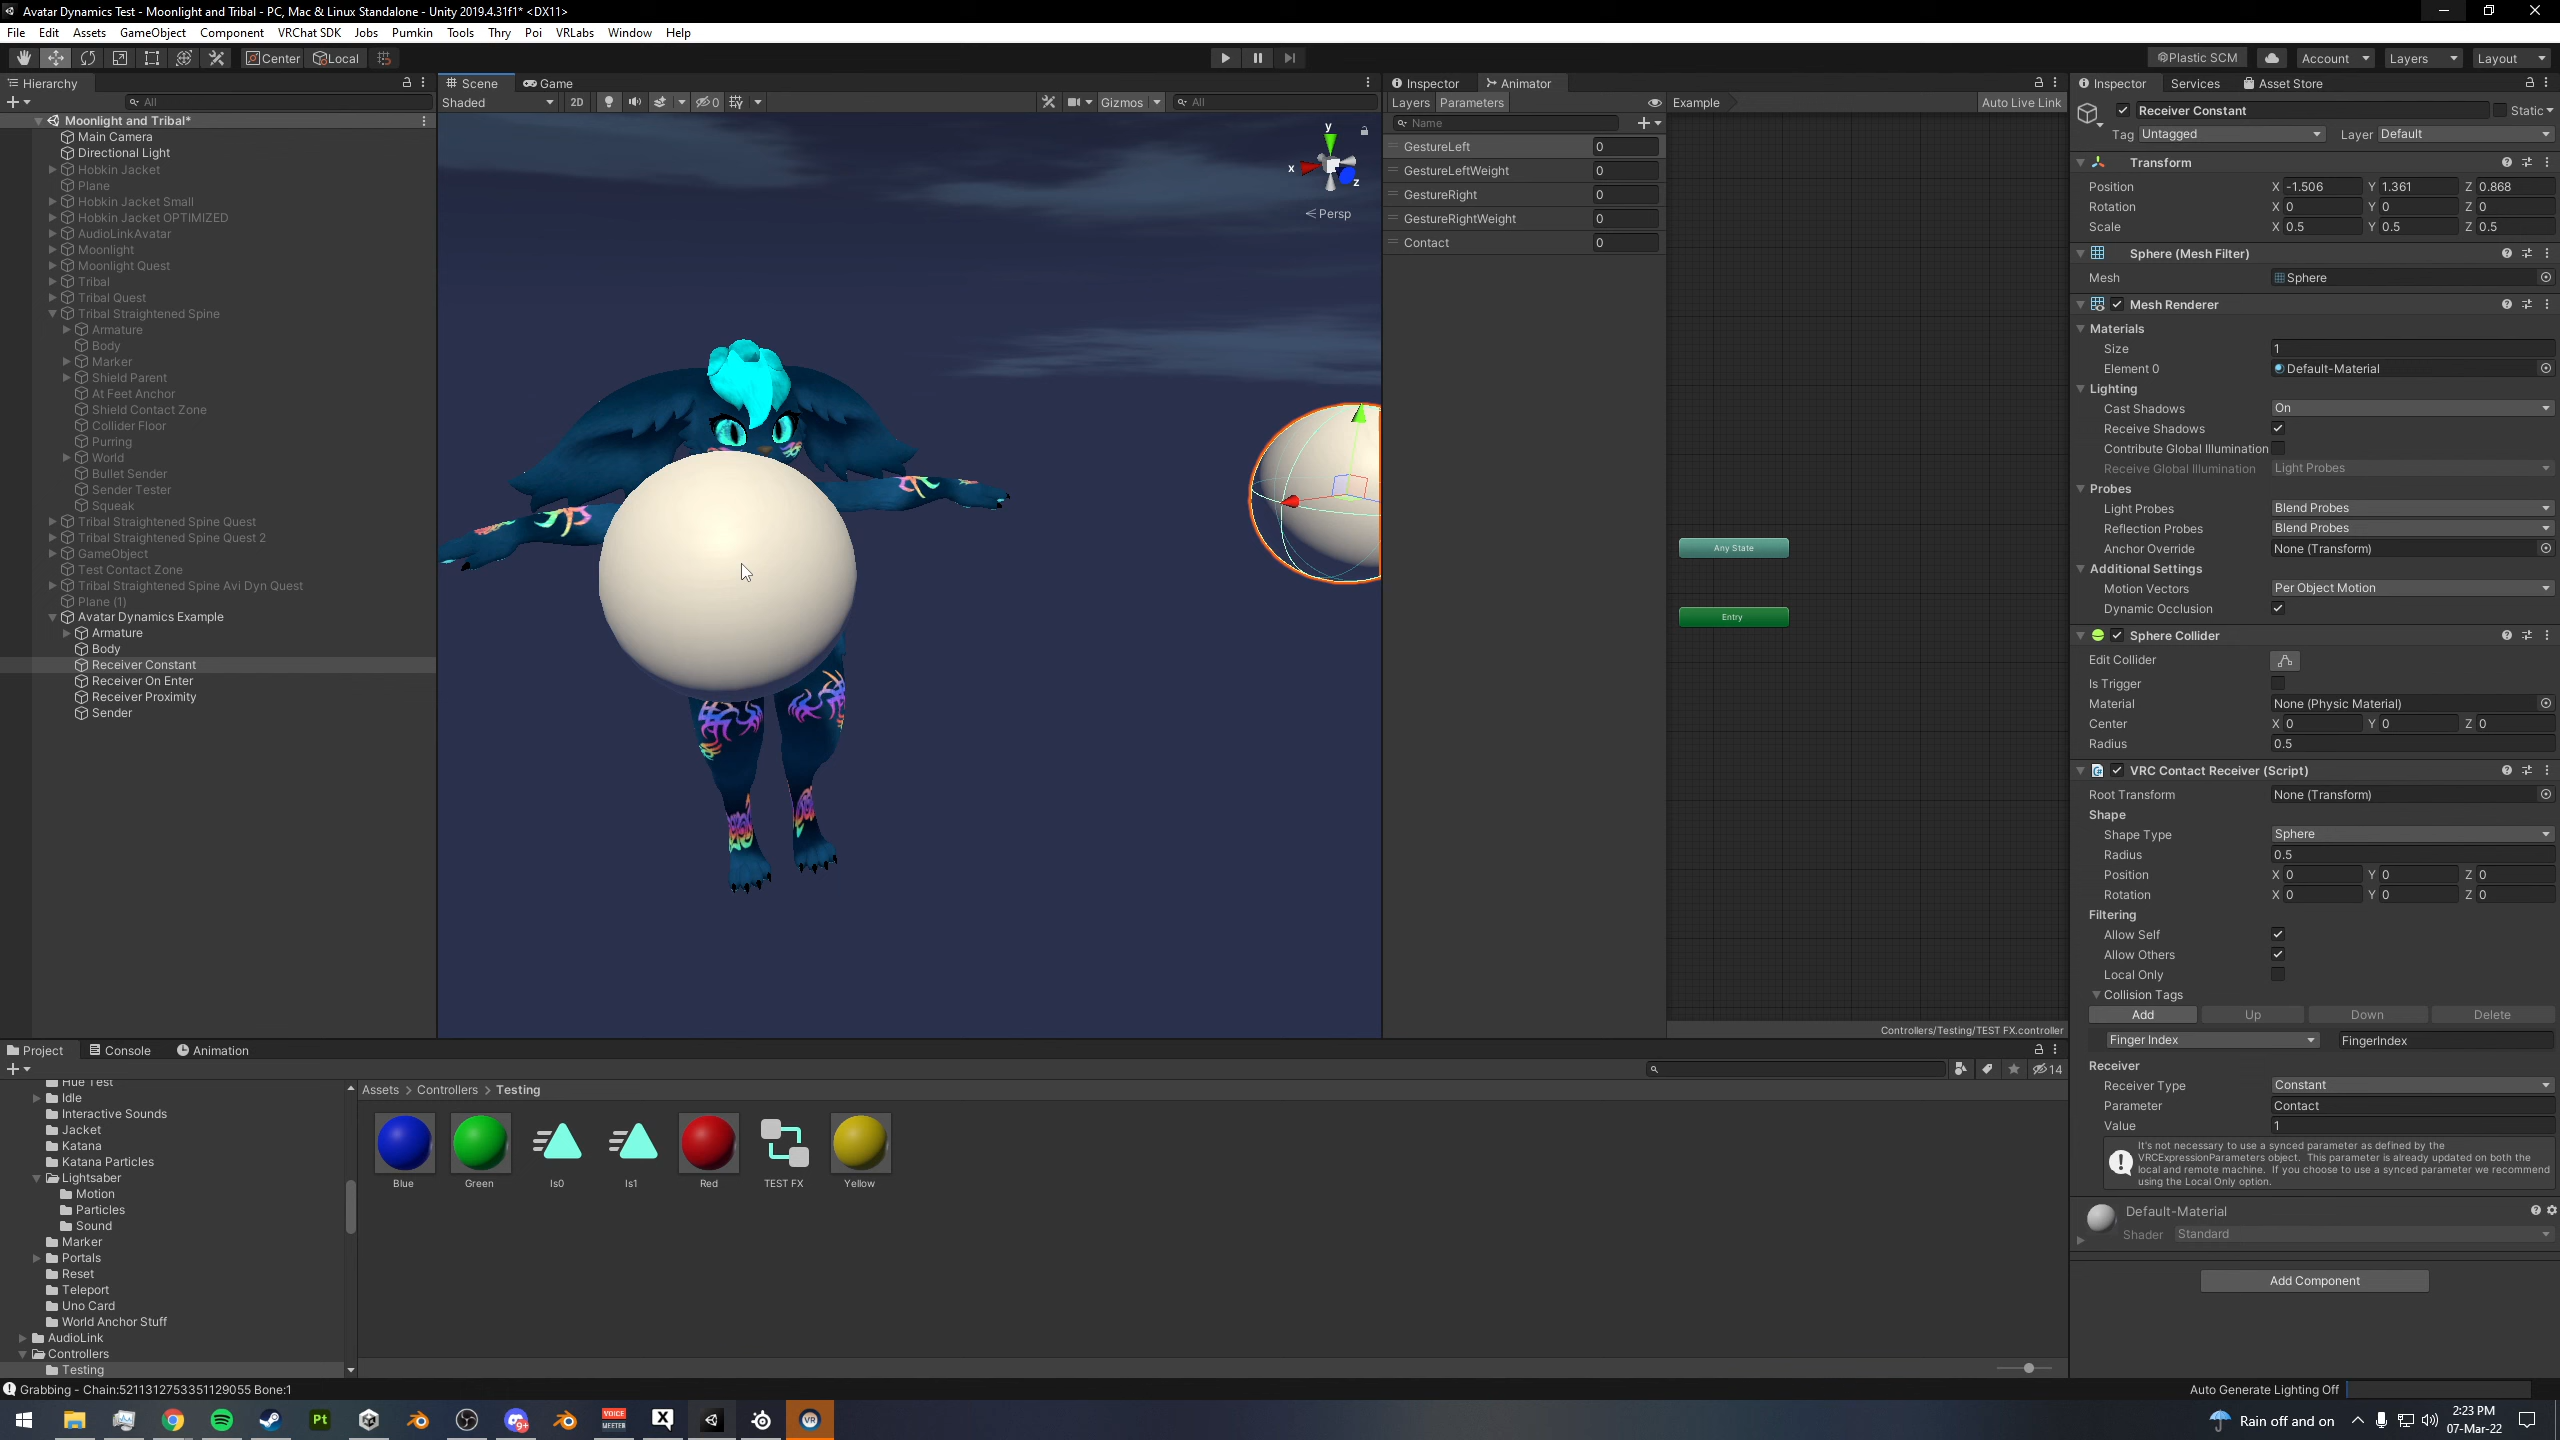 Avatar Dynamics Test - Moonlight and Tribal - PC, Mac & Linux Standalone - Unity 2019.4.31f1* <DX11>
File Edit Assets GameObject Component VRChat SDK Jobs Pumkin Tools Thry Poi VRLabs Window Help
Center Local Plastic SCM Account Layers Layout
Hierarchy
All
Moonlight and Tribal*
Main Camera
Directional Light
Hobkin Jacket
Plane
Hobkin Jacket Small
Hobkin Jacket OPTIMIZED
AudioLinkAvatar
Moonlight
Moonlight Quest
Tribal
Tribal Quest
Tribal Straightened Spine
Armature
Body
Marker
Shield Parent
At Feet Anchor
Shield Contact Zone
Collider Floor
Purring
World
Bullet Sender
Sender Tester
Squeak
Tribal Straightened Spine Quest
Tribal Straightened Spine Quest 2
GameObject
Test Contact Zone
Tribal Straightened Spine Avi Dyn Quest
Plane (1)
Avatar Dynamics Example
Armature
Body
Receiver Constant
Receiver On Enter
Receiver Proximity
Sender
Scene Game
Shaded 2D 0 Gizmos All
y
x
z
Persp
Inspector Animator
Layers Parameters Example Auto Live Link
Name
GestureLeft 0
GestureLeftWeight 0
GestureRight 0
GestureRightWeight 0
Contact 0
Any State
Entry
Controllers/Testing/TEST FX.controller
Inspector Services Asset Store
Receiver Constant Static
Tag Untagged Layer Default
Transform
Position X -1.506 Y 1.361 Z 0.868
Rotation X 0 Y 0 Z 0
Scale X 0.5 Y 0.5 Z 0.5
Sphere (Mesh Filter)
Mesh Sphere
Mesh Renderer
Materials
Size 1
Element 0 Default-Material
Lighting
Cast Shadows On
Receive Shadows
Contribute Global Illumination
Receive Global Illumination Light Probes
Probes
Light Probes Blend Probes
Reflection Probes Blend Probes
Anchor Override None (Transform)
Additional Settings
Motion Vectors Per Object Motion
Dynamic Occlusion
Sphere Collider
Edit Collider
Is Trigger
Material None (Physic Material)
Center X 0 Y 0 Z 0
Radius 0.5
VRC Contact Receiver (Script)
Root Transform None (Transform)
Shape
Shape Type Sphere
Radius 0.5
Position X 0 Y 0 Z 0
Rotation X 0 Y 0 Z 0
Filtering
Allow Self
Allow Others
Local Only
Collision Tags
Add Up Down Delete
Finger Index FingerIndex
Receiver
Receiver Type Constant
Parameter Contact
Value 1
It's not necessary to use a synced parameter as defined by the
VRCExpressionParameters object. This parameter is already updated on both the
local and remote machine. If you choose to use a synced parameter we recommend
using the Local Only option.
Default-Material
Shader Standard
Add Component
Project Console Animation
14
Hue Test
Idle
Interactive Sounds
Jacket
Katana
Katana Particles
Lightsaber
Motion
Particles
Sound
Marker
Portals
Reset
Teleport
Uno Card
World Anchor Stuff
AudioLink
Controllers
Testing
Assets > Controllers > Testing
Blue Green Is0 Is1 Red TEST FX Yellow
Grabbing - Chain:5211312753351129055 Bone:1
Auto Generate Lighting Off
Pt
9+
VOICE
MEETER
X
VR
Rain off and on
2:23 PM
07-Mar-22